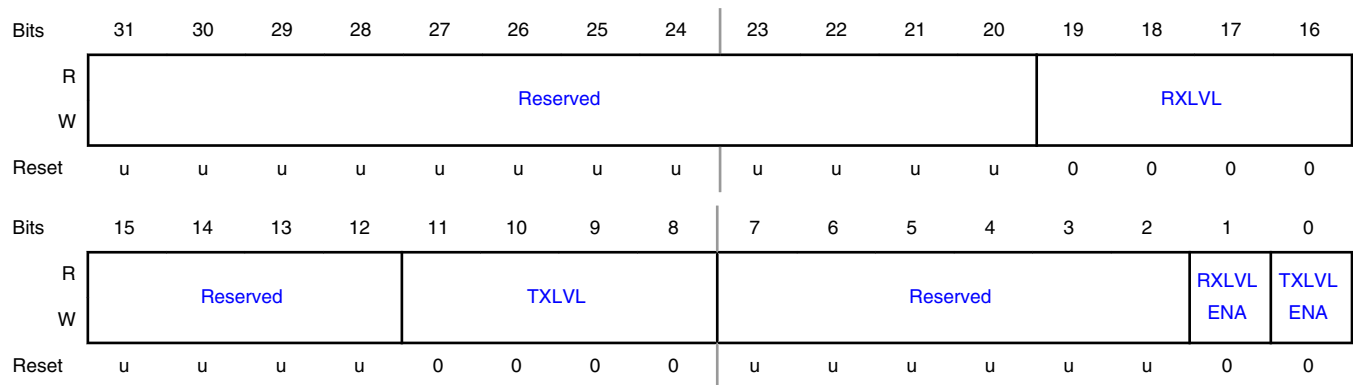 Bits 31 30 29 28 27 26 25 24 23 22 21 20 19 18 17 16
R
Reserved RXLVL
W
Reset u u u u u u u u u u u u 0 0 0 0
Bits 15 14 13 12 11 10 9 8 7 6 5 4 3 2 1 0
R
Reserved TXLVL Reserved RXLVL ENA TXLVL ENA
W
Reset u u u u 0 0 0 0 u u u u u u 0 0